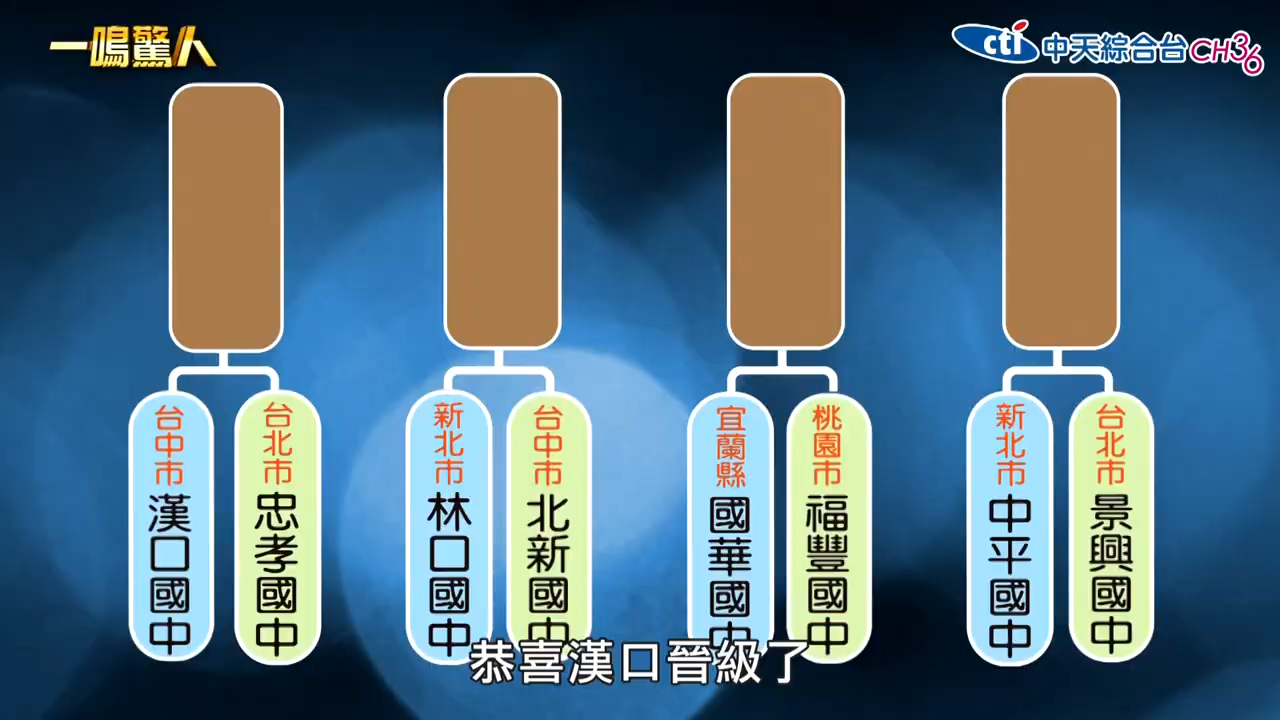 一鳴驚人
cti 中天綜合台 CH36
台中市 漢口國中
台北市 忠孝國中
新北市 林口國中
台中市 北新國中
宜蘭縣 國華國中
桃園市 福豐國中
新北市 中平國中
台北市 景興國中
恭喜漢口晉級了